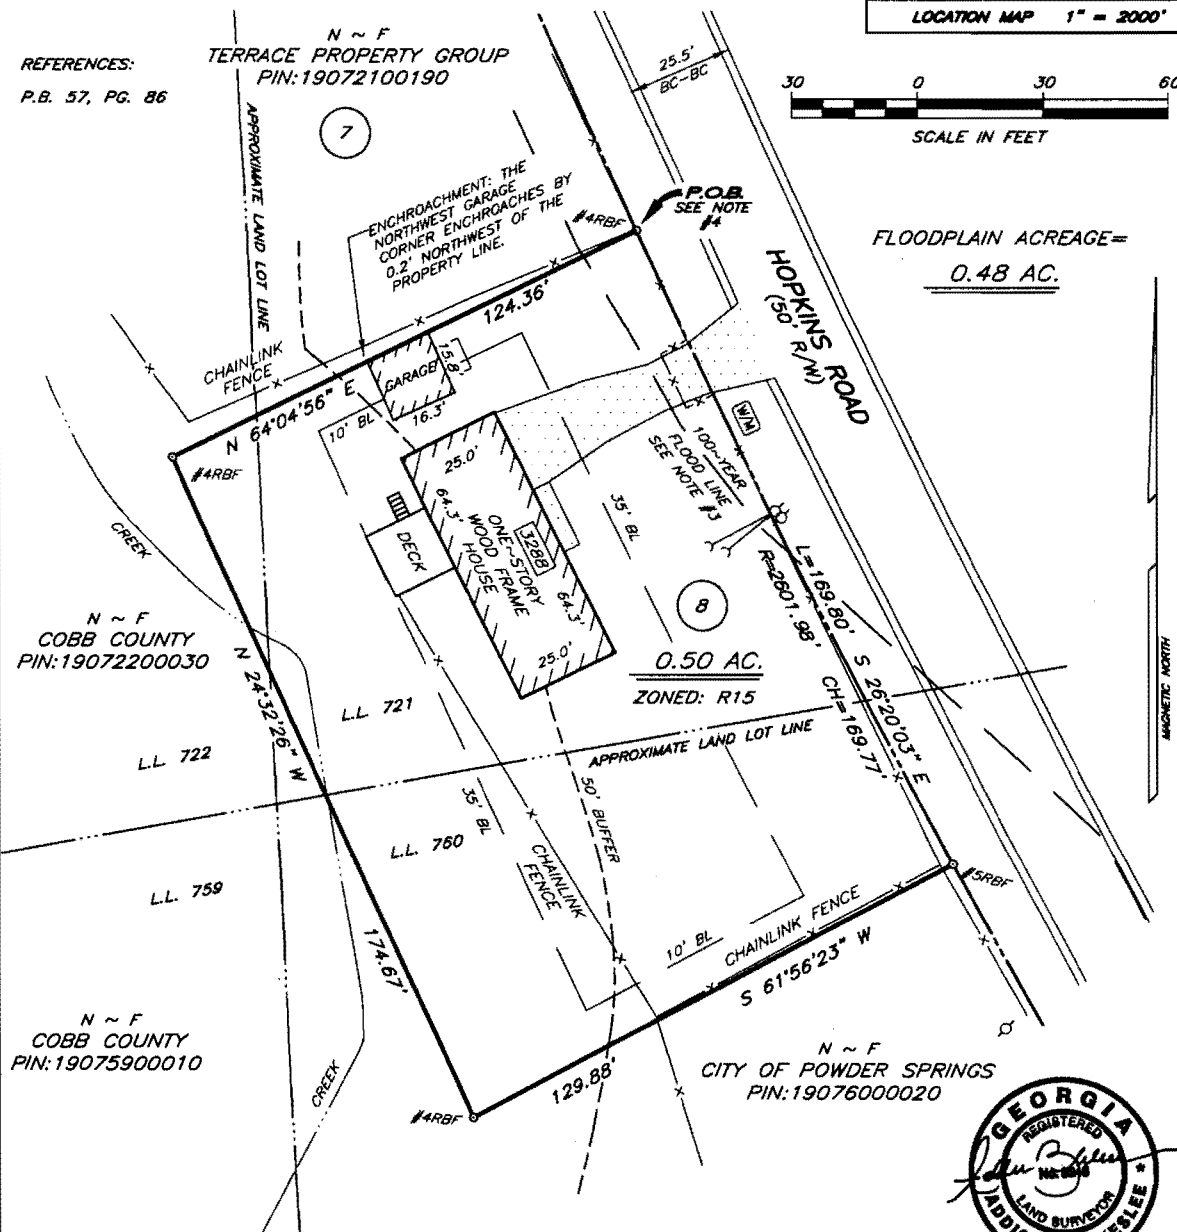 LOCATION MAP 1" = 2000'
N ~ F
TERRACE PROPERTY GROUP
PIN:19072100190
REFERENCES:
P.B. 57, PG. 86
25.5'
BC-BC
30 0 30 60
SCALE IN FEET
7
APPROXIMATE LAND LOT LINE
ENCHROACHMENT: THE
NORTHWEST GARAGE
CORNER ENCHROACHES BY
0.2' NORTHWEST OF THE
PROPERTY LINE.
#4RBF
P.O.B.
SEE NOTE
#4
FLOODPLAIN ACREAGE=
0.48 AC.
HOPKINS ROAD
(50' R/W)
124.36'
CHAINLINK
FENCE
N 64°04'56" E
GARAGE
15.8'
16.3'
10' BL
#4RBF
W/M
100~YEAR
FLOOD LINE
SEE NOTE #3
25.0'
64.3'
ONE~STORY
WOOD FRAME
HOUSE
3288
64.3'
25.0'
DECK
35' BL
CREEK
L=169.80'
R=2601.98'
8
0.50 AC.
ZONED: R15
N ~ F
COBB COUNTY
PIN:19072200030
N 24°32'26" W
S 26°20'03" E
CH=169.77'
MAGNETIC NORTH
L.L. 721
L.L. 722
APPROXIMATE LAND LOT LINE
35' BL
50' BUFFER
L.L. 760
L.L. 759
CHAINLINK
FENCE
#5RBF
CHAINLINK FENCE
10' BL
S 61°56'23" W
174.67'
N ~ F
COBB COUNTY
PIN:19075900010
CREEK
129.88'
#4RBF
N ~ F
CITY OF POWDER SPRINGS
PIN:19076000020
GEORGIA
REGISTERED
LAND SURVEYOR